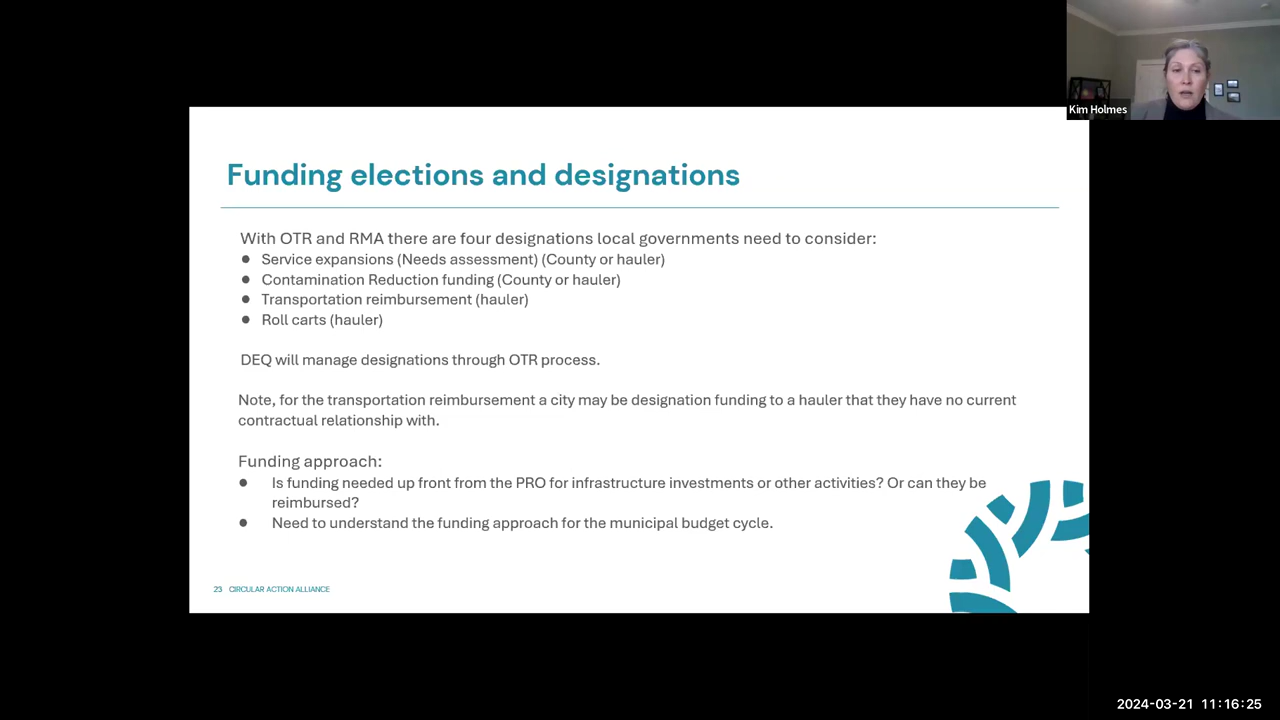 Kim Holmes
Funding elections and designations
With OTR and RMA there are four designations local governments need to consider:
● Service expansions (Needs assessment) (County or hauler)
● Contamination Reduction funding (County or hauler)
● Transportation reimbursement (hauler)
● Roll carts (hauler)
DEQ will manage designations through OTR process.
Note, for the transportation reimbursement a city may be designation funding to a hauler that they have no current
contractual relationship with.
Funding approach:
● Is funding needed up front from the PRO for infrastructure investments or other activities? Or can they be
reimbursed?
● Need to understand the funding approach for the municipal budget cycle.
23 CIRCULAR ACTION ALLIANCE
2024-03-21 11:16:25